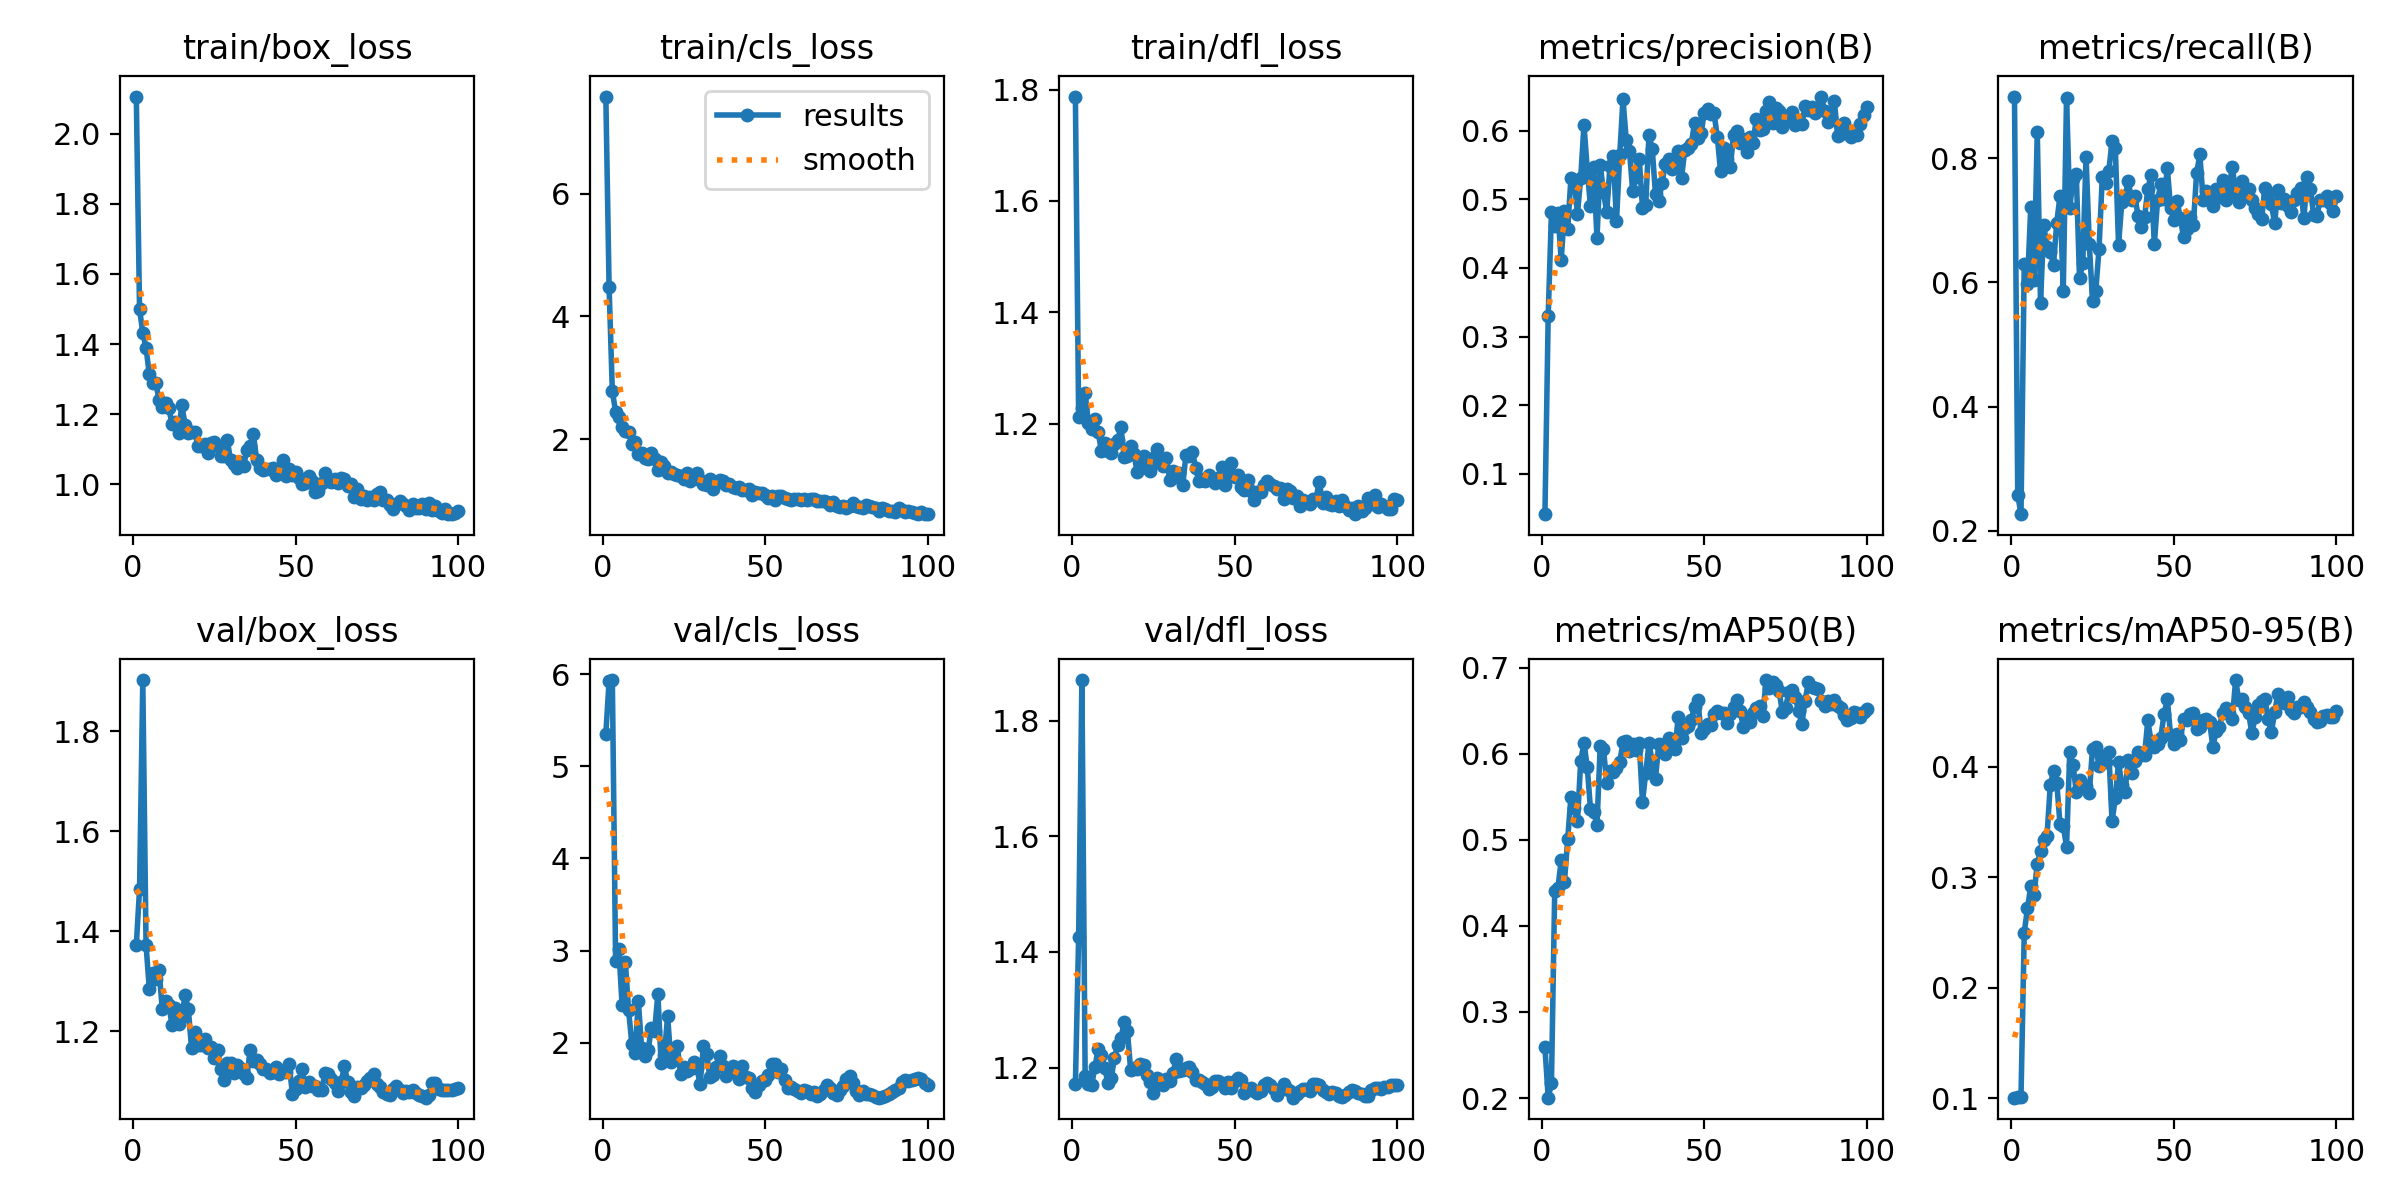 train/box_loss
2.0
1.8
1.6
1.4
1.2
1.0
0 50 100
train/cls_loss
results
smooth
6
4
2
0 50 100
train/dfl_loss
1.8
1.6
1.4
1.2
0 50 100
metrics/precision(B)
0.6
0.5
0.4
0.3
0.2
0.1
0 50 100
metrics/recall(B)
0.8
0.6
0.4
0.2
0 50 100
val/box_loss
1.8
1.6
1.4
1.2
0 50 100
val/cls_loss
6
5
4
3
2
0 50 100
val/dfl_loss
1.8
1.6
1.4
1.2
0 50 100
metrics/mAP50(B)
0.7
0.6
0.5
0.4
0.3
0.2
0 50 100
metrics/mAP50-95(B)
0.4
0.3
0.2
0.1
0 50 100